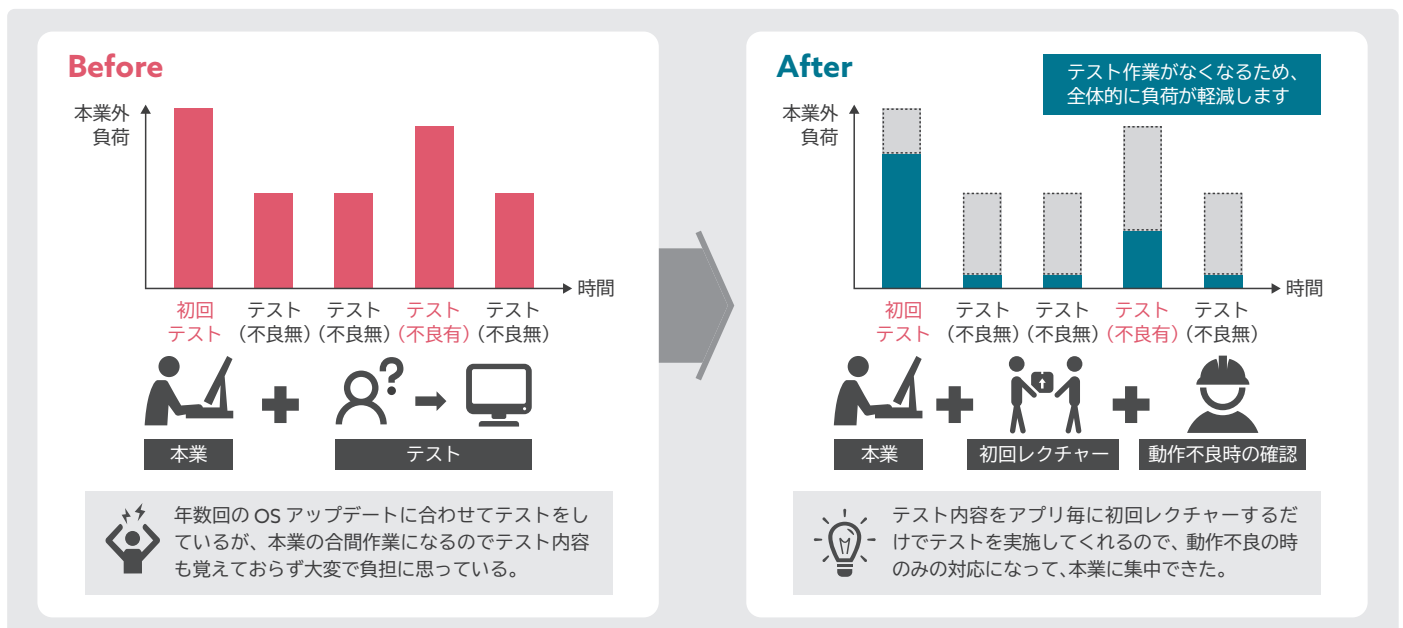 Before
本業外
負荷
時間
初回
テスト
テスト
（不良無）
テスト
（不良無）
テスト
（不良有）
テスト
（不良無）
本業
テスト
年数回の OS アップデートに合わせてテストをし
ているが、本業の合間作業になるのでテスト内容
も覚えておらず大変で負担に思っている。
After
テスト作業がなくなるため、
全体的に負荷が軽減します
本業外
負荷
時間
初回
テスト
テスト
（不良無）
テスト
（不良無）
テスト
（不良有）
テスト
（不良無）
本業
初回レクチャー
動作不良時の確認
テスト内容をアプリ毎に初回レクチャーするだ
けでテストを実施してくれるので、動作不良の時
のみの対応になって、本業に集中できた。